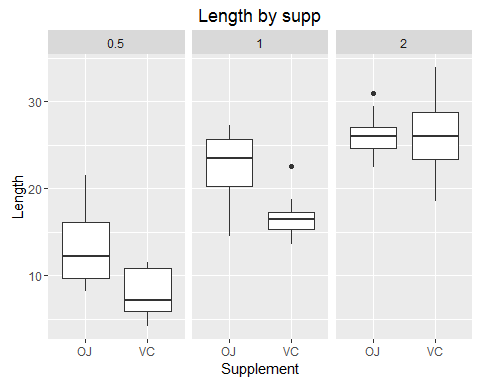 Length by supp
0.5 1 2
Length
30
20
10
OJ VC OJ VC OJ VC
Supplement